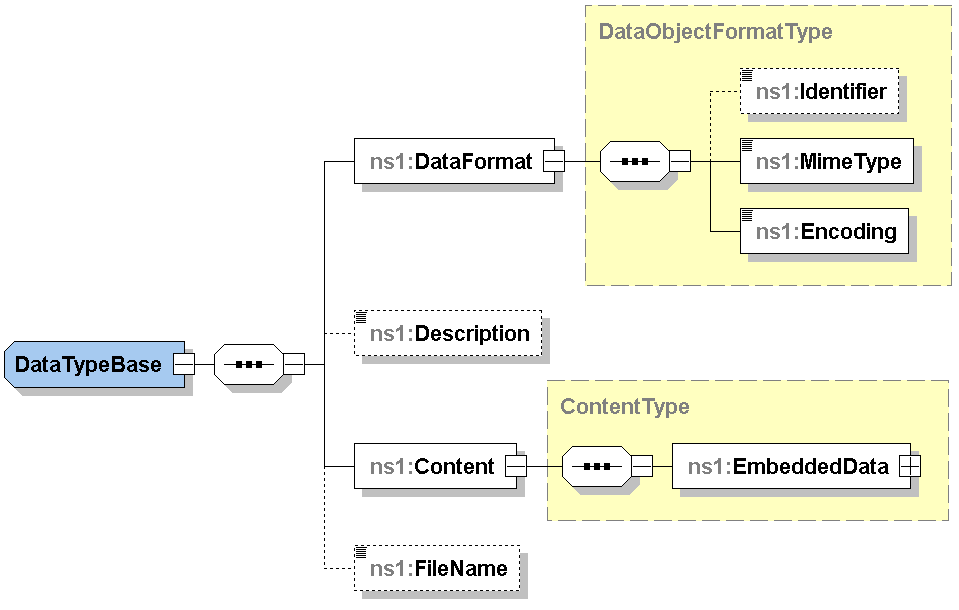 DataObjectFormatType
ns1:Identifier
ns1:DataFormat
ns1:MimeType
ns1:Encoding
ns1:Description
DataTypeBase
ContentType
ns1:Content
ns1:EmbeddedData
ns1:FileName